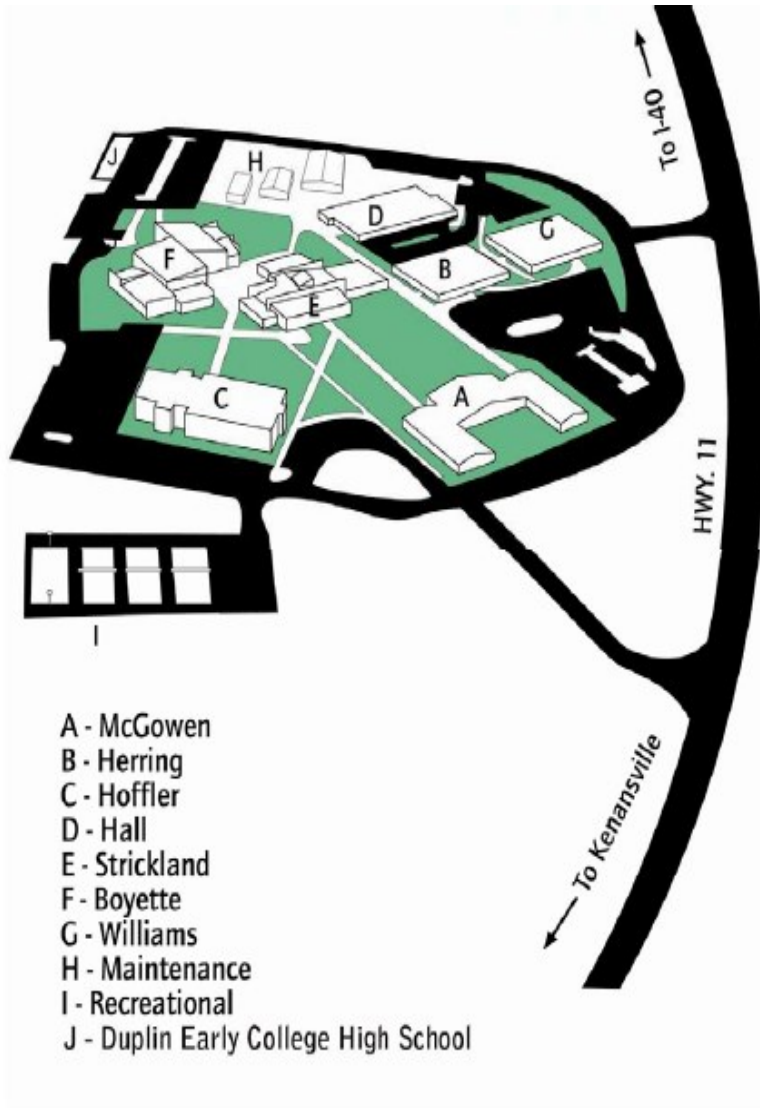 To I-40
J
H
D
G
F
B
E
C
A
HWY. 11
I
To Kenansville
A - McGowen
B - Herring
C - Hoffler
D - Hall
E - Strickland
F - Boyette
G - Williams
H - Maintenance
I - Recreational
J - Duplin Early College High School